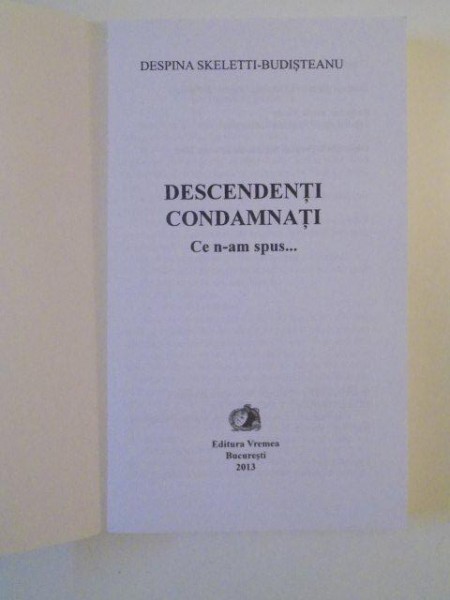 DESPINA SKELETTI-BUDIȘTEANU
DESCENDENȚI
CONDAMNAȚI
Ce n-am spus...
Editura Vremea
București
2013